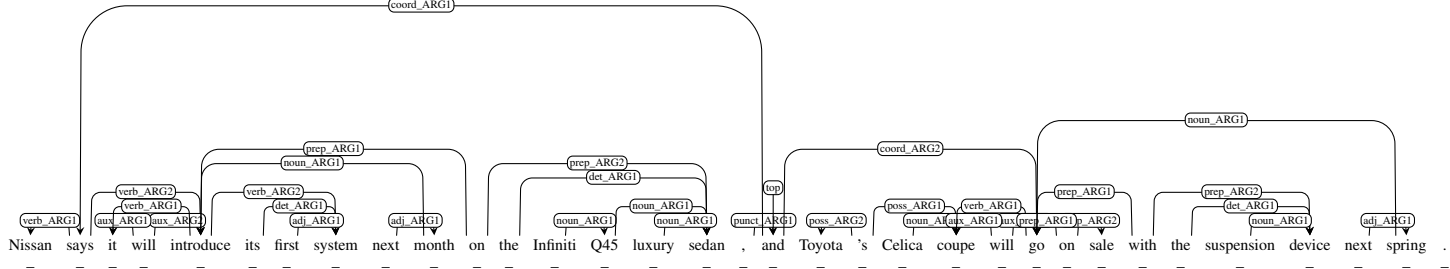 coord_ARG1
noun_ARG1
prep_ARG1 coord_ARG2
noun_ARG1 prep_ARG2
det_ARG1
top
verb_ARG2 verb_ARG2 prep_ARG1 prep_ARG2
verb_ARG1 det_ARG1 noun_ARG1 poss_ARG1 verb_ARG1 det_ARG1
verb_ARG1 aux_ARG1 aux_ARG2 adj_ARG1 adj_ARG1 noun_ARG1 noun_ARG1 punct_ARG1 poss_ARG2 aux_ARG1 prep_ARG1 noun_ARG1 adj_ARG1
Nissan says it will introduce its first system next month on the Infiniti Q45 luxury sedan , and Toyota 's Celica coupe will go on sale with the suspension device next spring .
_ _ _ _ _ _ _ _ _ _ _ _ _ _ _ _ _ _ _ _ _ _ _ _ _ _ _ _ _ _ _ _ _